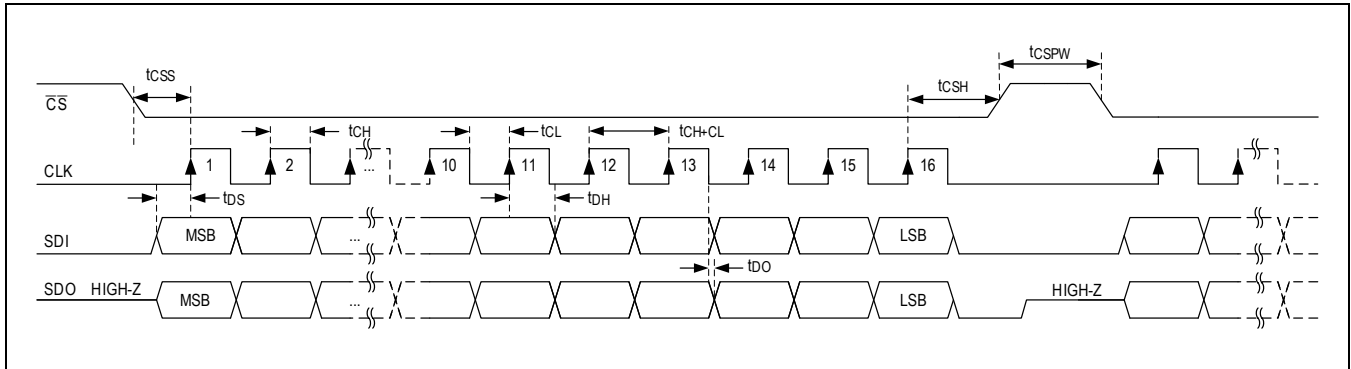 tCSPW
tCSS tCSH
CS
tCH tCL tCH+CL
1 2 ... 10 11 12 13 14 15 16
CLK
tDS tDH
SDI MSB ... LSB
tDO
SDO HIGH-Z MSB ... LSB HIGH-Z